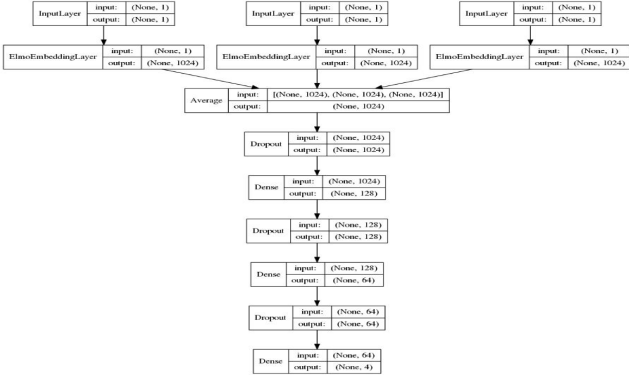 InputLayer input: (None, 1) InputLayer input: (None, 1) InputLayer input: (None, 1)
output: (None, 1) output: (None, 1) output: (None, 1)
ElmoEmbeddingLayer input: (None, 1) ElmoEmbeddingLayer input: (None, 1) ElmoEmbeddingLayer input: (None, 1)
output: (None, 1024) output: (None, 1024) output: (None, 1024)
Average input: [(None, 1024), (None, 1024), (None, 1024)]
output: (None, 1024)
Dropout input: (None, 1024)
output: (None, 1024)
Dense input: (None, 1024)
output: (None, 128)
Dropout input: (None, 128)
output: (None, 128)
Dense input: (None, 128)
output: (None, 64)
Dropout input: (None, 64)
output: (None, 64)
Dense input: (None, 64)
output: (None, 4)